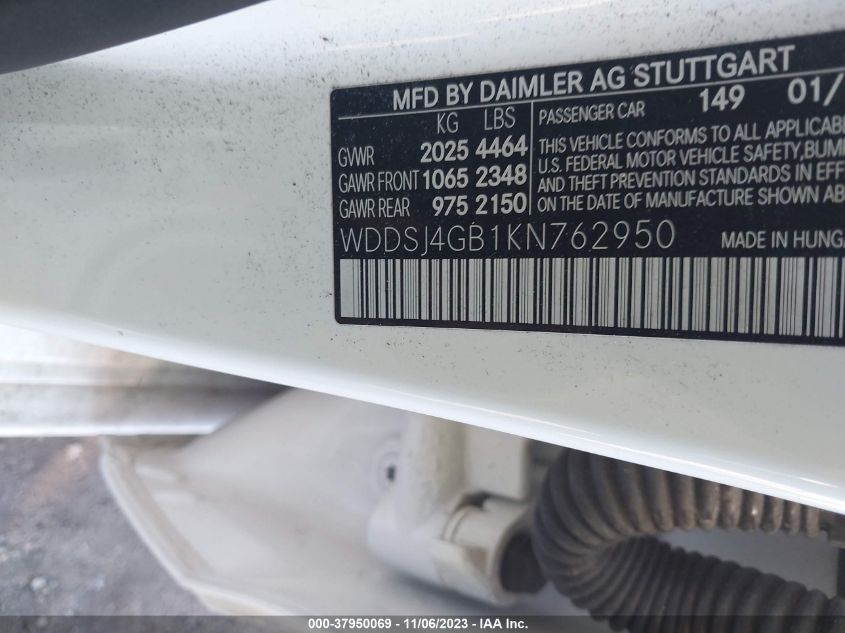 MFD BY DAIMLER AG STUTTGART
KG LBS
GVWR 2025 4464
GAWR FRONT 1065 2348
GAWR REAR 975 2150
PASSENGER CAR 149 01/
THIS VEHICLE CONFORMS TO ALL APPLICABL
U.S. FEDERAL MOTOR VEHICLE SAFETY, BUM
AND THEFT PREVENTION STANDARDS IN EFF
ON THE DATE OF MANUFACTURE SHOWN AB
WDDSJ4GB1KN762950 MADE IN HUNGA
000-37950069 - 11/06/2023 - IAA Inc.